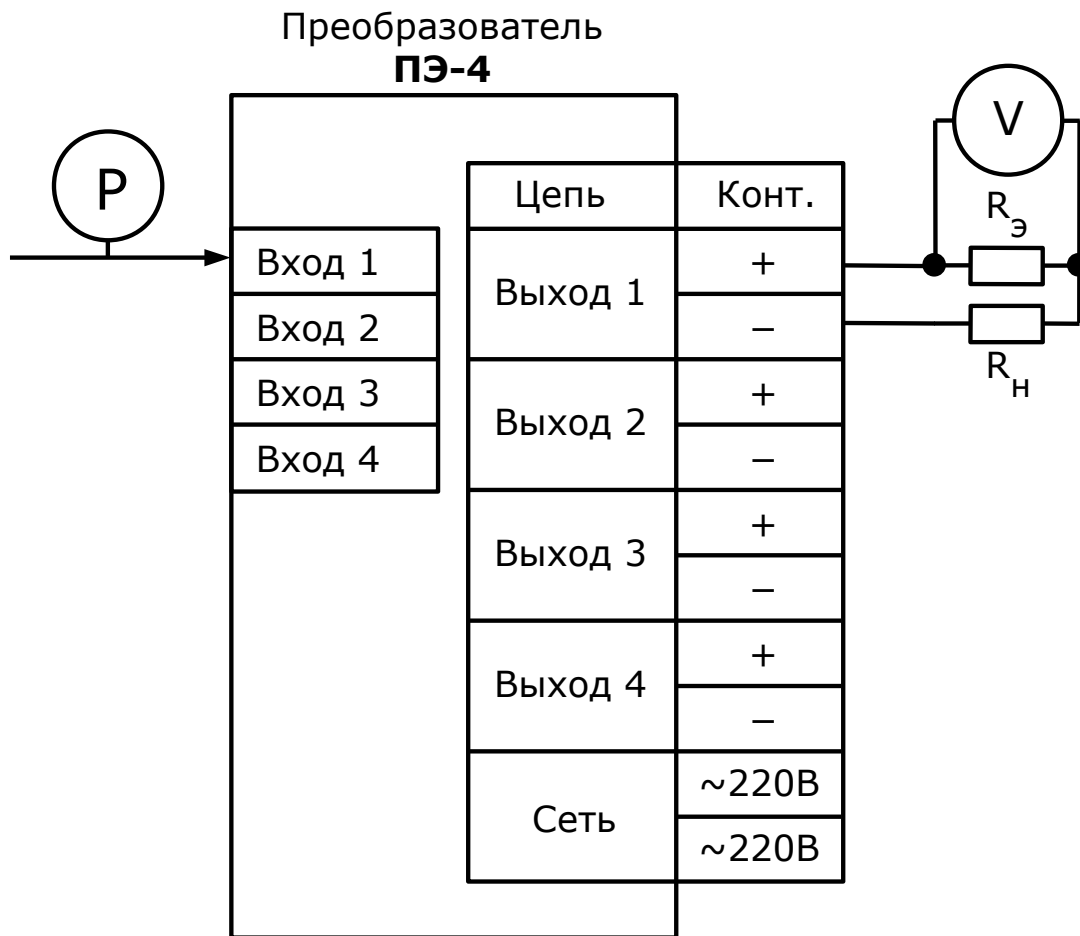 Преобразователь
ПЭ-4
P
V
Цепь Конт.
Rэ
Вход 1
Вход 2
Вход 3
Вход 4
Выход 1
+
–
Rн
Выход 2
+
–
Выход 3
+
–
Выход 4
+
–
Сеть
~220В
~220В